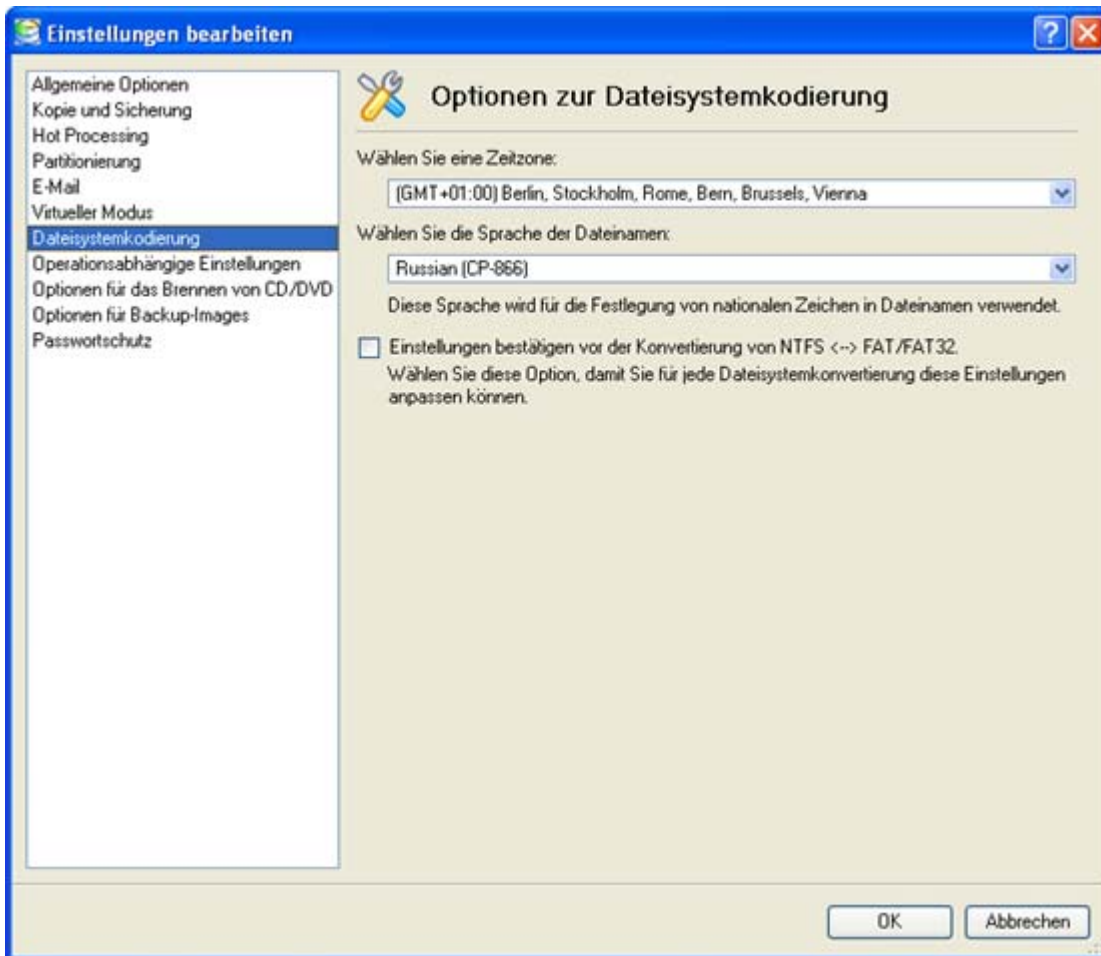 Einstellungen bearbeiten
Allgemeine Optionen
Kopie und Sicherung
Hot Processing
Partitionierung
E-Mail
Virtueller Modus
Dateisystemkodierung
Operationsabhängige Einstellungen
Optionen für das Brennen von CD/DVD
Optionen für Backup-Images
Passwortschutz
Optionen zur Dateisystemkodierung
Wählen Sie eine Zeitzone:
(GMT+01:00) Berlin, Stockholm, Rome, Bern, Brussels, Vienna
Wählen Sie die Sprache der Dateinamen:
Russian (CP-866)
Diese Sprache wird für die Festlegung von nationalen Zeichen in Dateinamen verwendet.
Einstellungen bestätigen vor der Konvertierung von NTFS <--> FAT/FAT32.
Wählen Sie diese Option, damit Sie für jede Dateisystemkonvertierung diese Einstellungen
anpassen können.
OK
Abbrechen